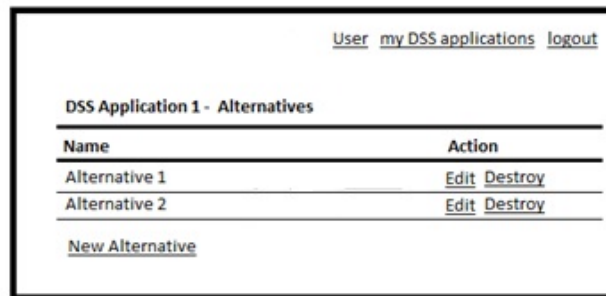 User my DSS applications logout
DSS Application 1 - Alternatives
Name Action
Alternative 1 Edit Destroy
Alternative 2 Edit Destroy
New Alternative